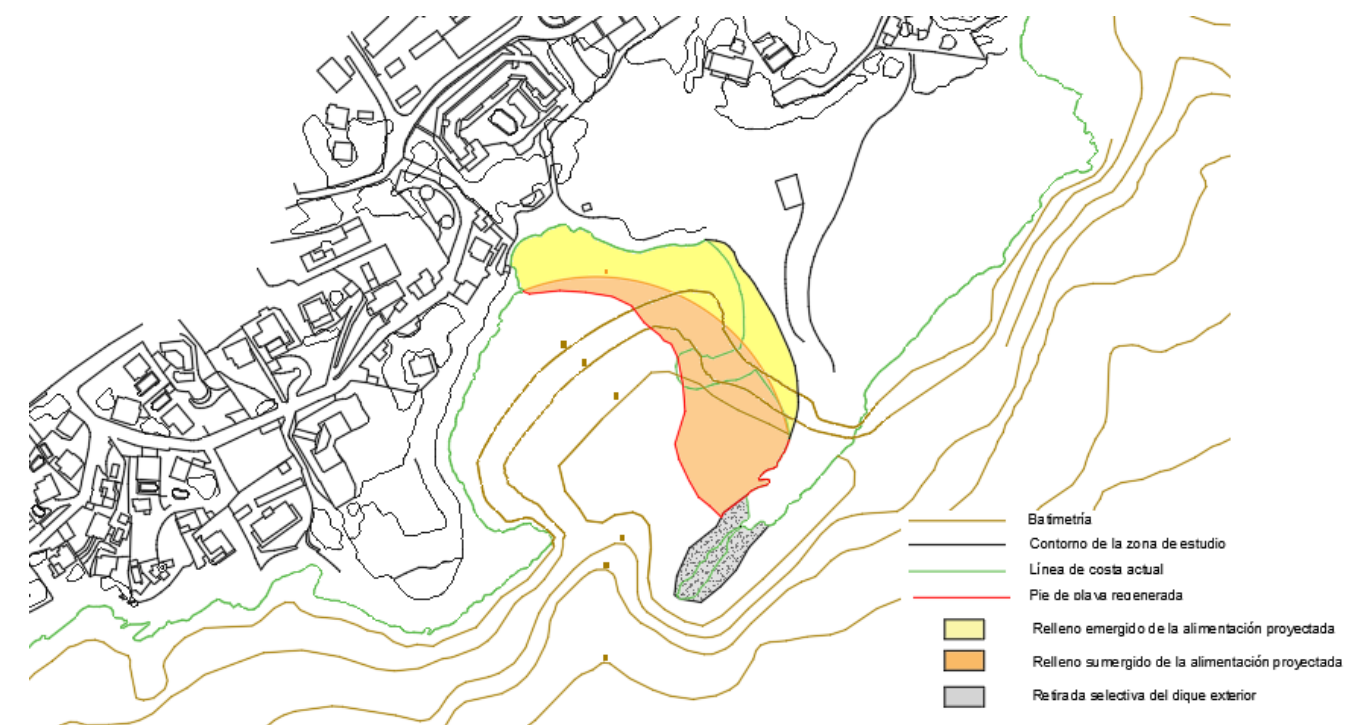 Batimetría
Contorno de la zona de estudio
Línea de costa actual
Pie de playa regenerada
Relleno emergido de la alimentación proyectada
Relleno sumergido de la alimentación proyectada
Retirada selectiva del dique exterior